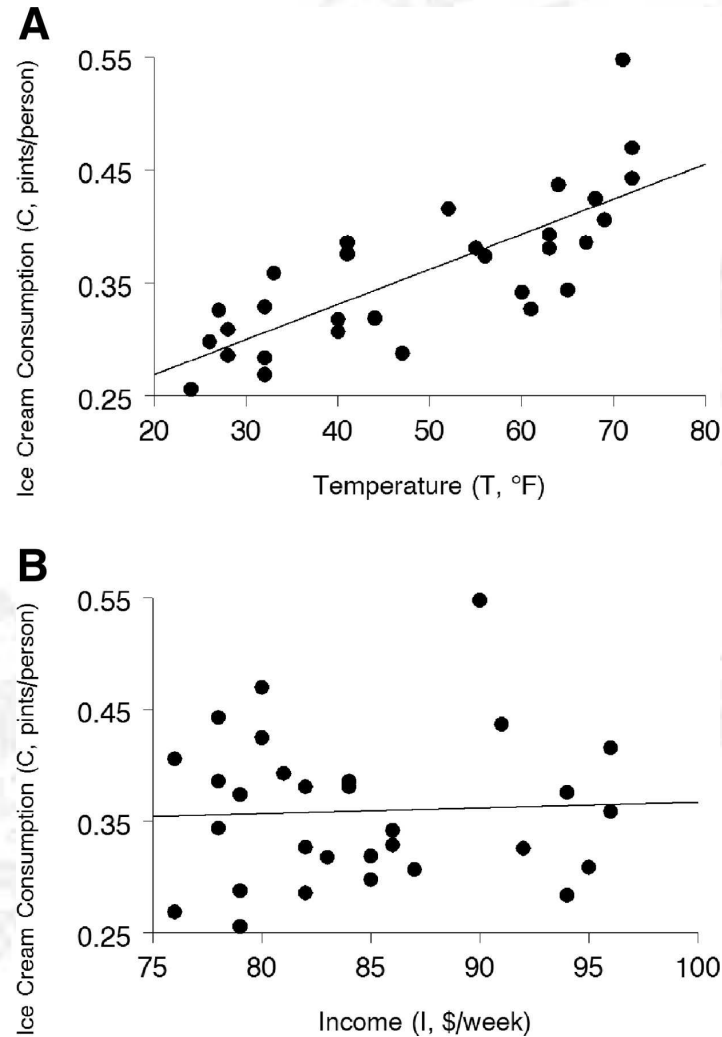 A
Ice Cream Consumption (C, pints/person)
0.55
0.45
0.35
0.25
20 30 40 50 60 70 80
Temperature (T, °F)
B
Ice Cream Consumption (C, pints/person)
0.55
0.45
0.35
0.25
75 80 85 90 95 100
Income (I, $/week)